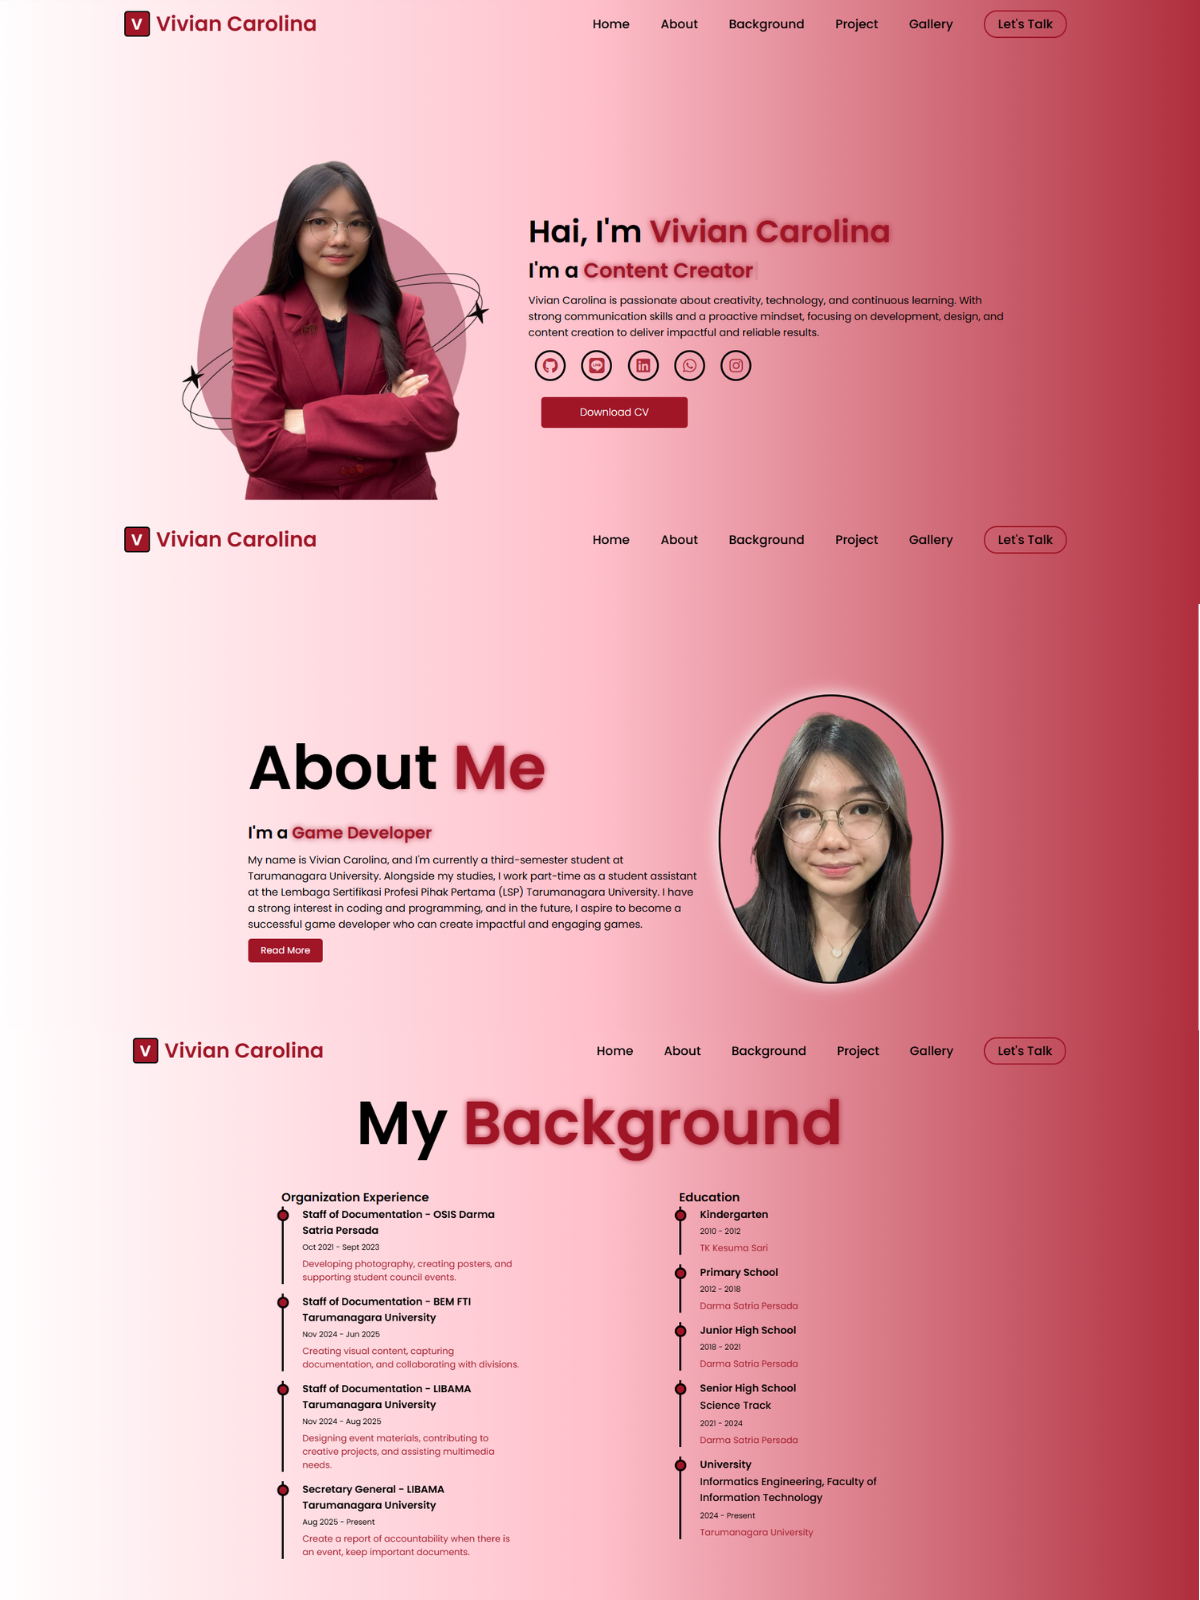 V Vivian Carolina
Home About Background Project Gallery Let's Talk
Hai, I'm Vivian Carolina
I'm a Content Creator
Vivian Carolina is passionate about creativity, technology, and continuous learning. With
strong communication skills and a proactive mindset, focusing on development, design, and
content creation to deliver impactful and reliable results.
LINE
Download CV
V Vivian Carolina
Home About Background Project Gallery Let's Talk
About Me
I'm a Game Developer
My name is Vivian Carolina, and I'm currently a third-semester student at
Tarumanagara University. Alongside my studies, I work part-time as a student assistant
at the Lembaga Sertifikasi Profesi Pihak Pertama (LSP) Tarumanagara University. I have
a strong interest in coding and programming, and in the future, I aspire to become a
successful game developer who can create impactful and engaging games.
Read More
V Vivian Carolina
Home About Background Project Gallery Let's Talk
My Background
Organization Experience
Staff of Documentation - OSIS Darma
Satria Persada
Oct 2021 - Sept 2023
Developing photography, creating posters, and
supporting student council events.
Staff of Documentation - BEM FTI
Tarumanagara University
Nov 2024 - Jun 2025
Creating visual content, capturing
documentation, and collaborating with divisions.
Staff of Documentation - LIBAMA
Tarumanagara University
Nov 2024 - Aug 2025
Designing event materials, contributing to
creative projects, and assisting multimedia
needs.
Secretary General - LIBAMA
Tarumanagara University
Aug 2025 - Present
Create a report of accountability when there is
an event, keep important documents.
Education
Kindergarten
2010 - 2012
TK Kesuma Sari
Primary School
2012 - 2018
Darma Satria Persada
Junior High School
2018 - 2021
Darma Satria Persada
Senior High School
Science Track
2021 - 2024
Darma Satria Persada
University
Informatics Engineering, Faculty of
Information Technology
2024 - Present
Tarumanagara University